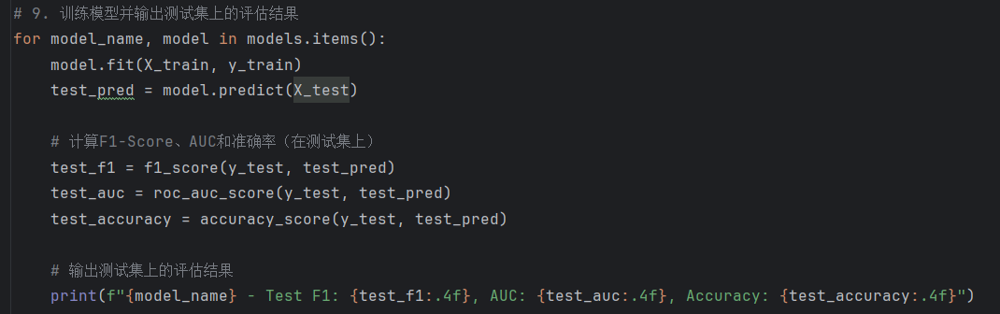 # 9. 训练模型并输出测试集上的评估结果
for model_name, model in models.items():
    model.fit(X_train, y_train)
    test_pred = model.predict(X_test)
    # 计算F1-Score、AUC和准确率（在测试集上）
    test_f1 = f1_score(y_test, test_pred)
    test_auc = roc_auc_score(y_test, test_pred)
    test_accuracy = accuracy_score(y_test, test_pred)
    # 输出测试集上的评估结果
    print(f"{model_name} - Test F1: {test_f1:.4f}, AUC: {test_auc:.4f}, Accuracy: {test_accuracy:.4f}")